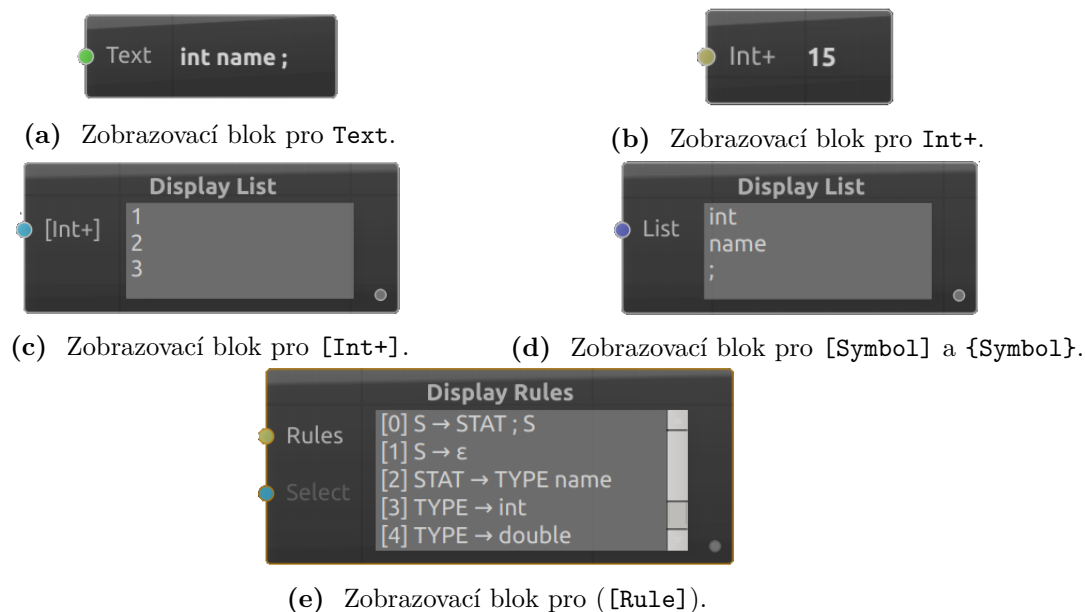 Text int name ;
Int+ 15
(a) Zobrazovací blok pro Text.
(b) Zobrazovací blok pro Int+.
Display List
[Int+]
1
2
3
Display List
List
int
name
;
(c) Zobrazovací blok pro [Int+].
(d) Zobrazovací blok pro [Symbol] a {Symbol}.
Display Rules
Rules
Select
[0] S → STAT ; S
[1] S → ε
[2] STAT → TYPE name
[3] TYPE → int
[4] TYPE → double
(e) Zobrazovací blok pro ([Rule]).